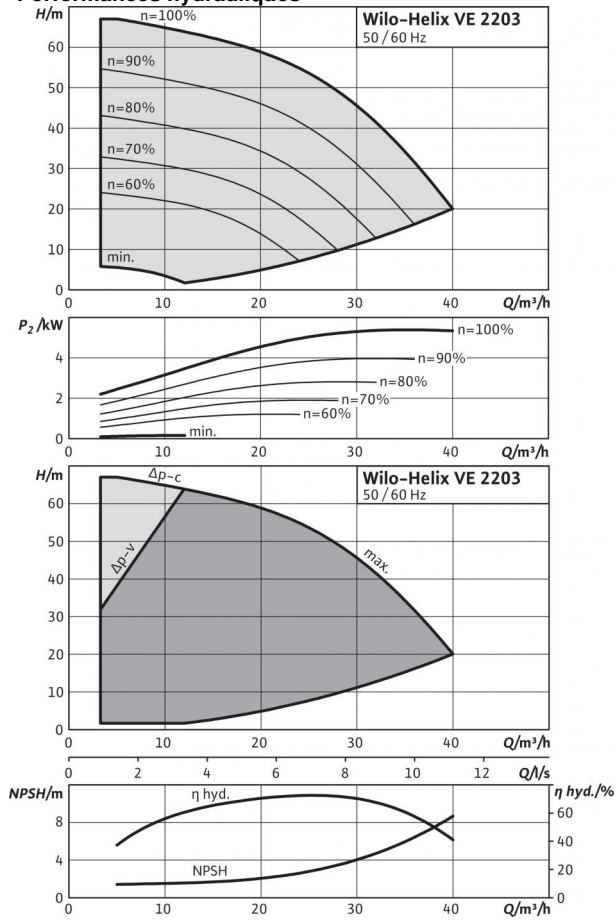 Performances hydrauliques
H/m
n=100%
Wilo-Helix VE 2203
50 / 60 Hz
60
n=90%
50
n=80%
40
n=70%
30
n=60%
20
10
min.
0
0 10 20 30 40 Q/m³/h
P₂/kW
n=100%
4
n=90%
n=80%
2
n=70%
n=60%
min.
0
0 10 20 30 40 Q/m³/h
H/m
Δp-c
Wilo-Helix VE 2203
50 / 60 Hz
60
50
Δp-v
max.
40
30
20
10
0
0 10 20 30 40 Q/m³/h
0 2 4 6 8 10 12 Q/l/s
NPSH/m
η hyd.
η hyd./%
8
60
40
4
NPSH
20
0
0
0 10 20 30 40 Q/m³/h